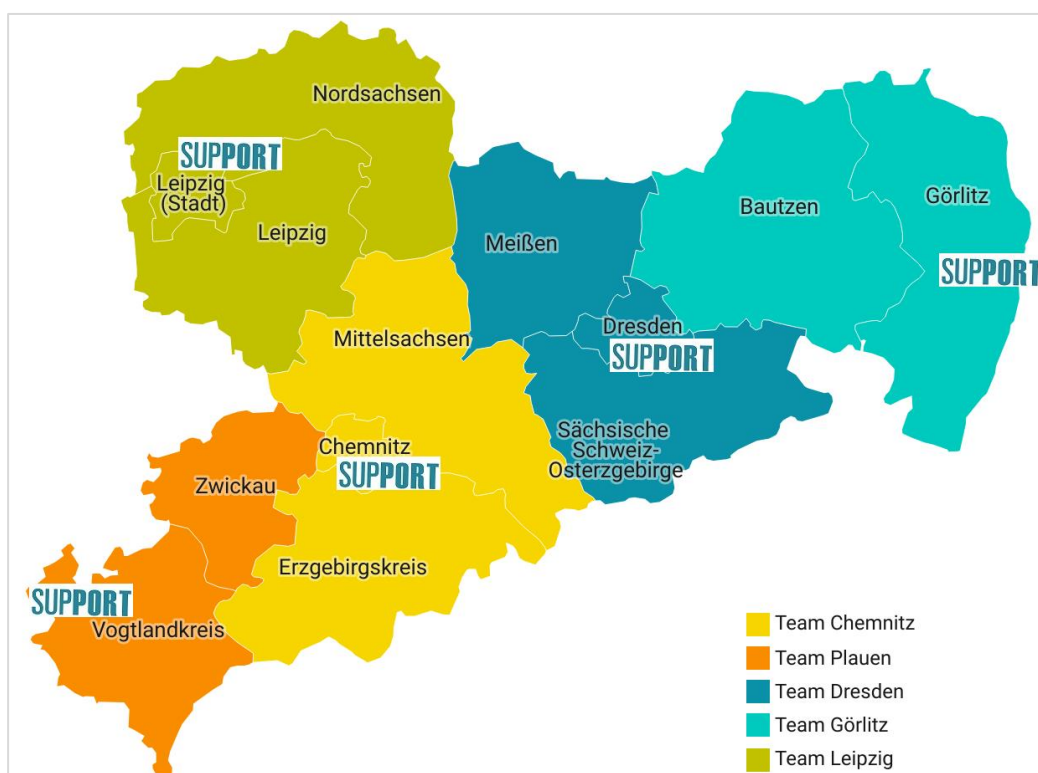 Nordsachsen
SUPPORT
Leipzig
(Stadt)
Leipzig
Meißen
Bautzen
Görlitz
SUPPORT
Mittelsachsen
Dresden
SUPPORT
Sächsische
Schweiz-
Osterzgebirge
Chemnitz
SUPPORT
Zwickau
Erzgebirgskreis
SUPPORT
Vogtlandkreis
Team Chemnitz
Team Plauen
Team Dresden
Team Görlitz
Team Leipzig